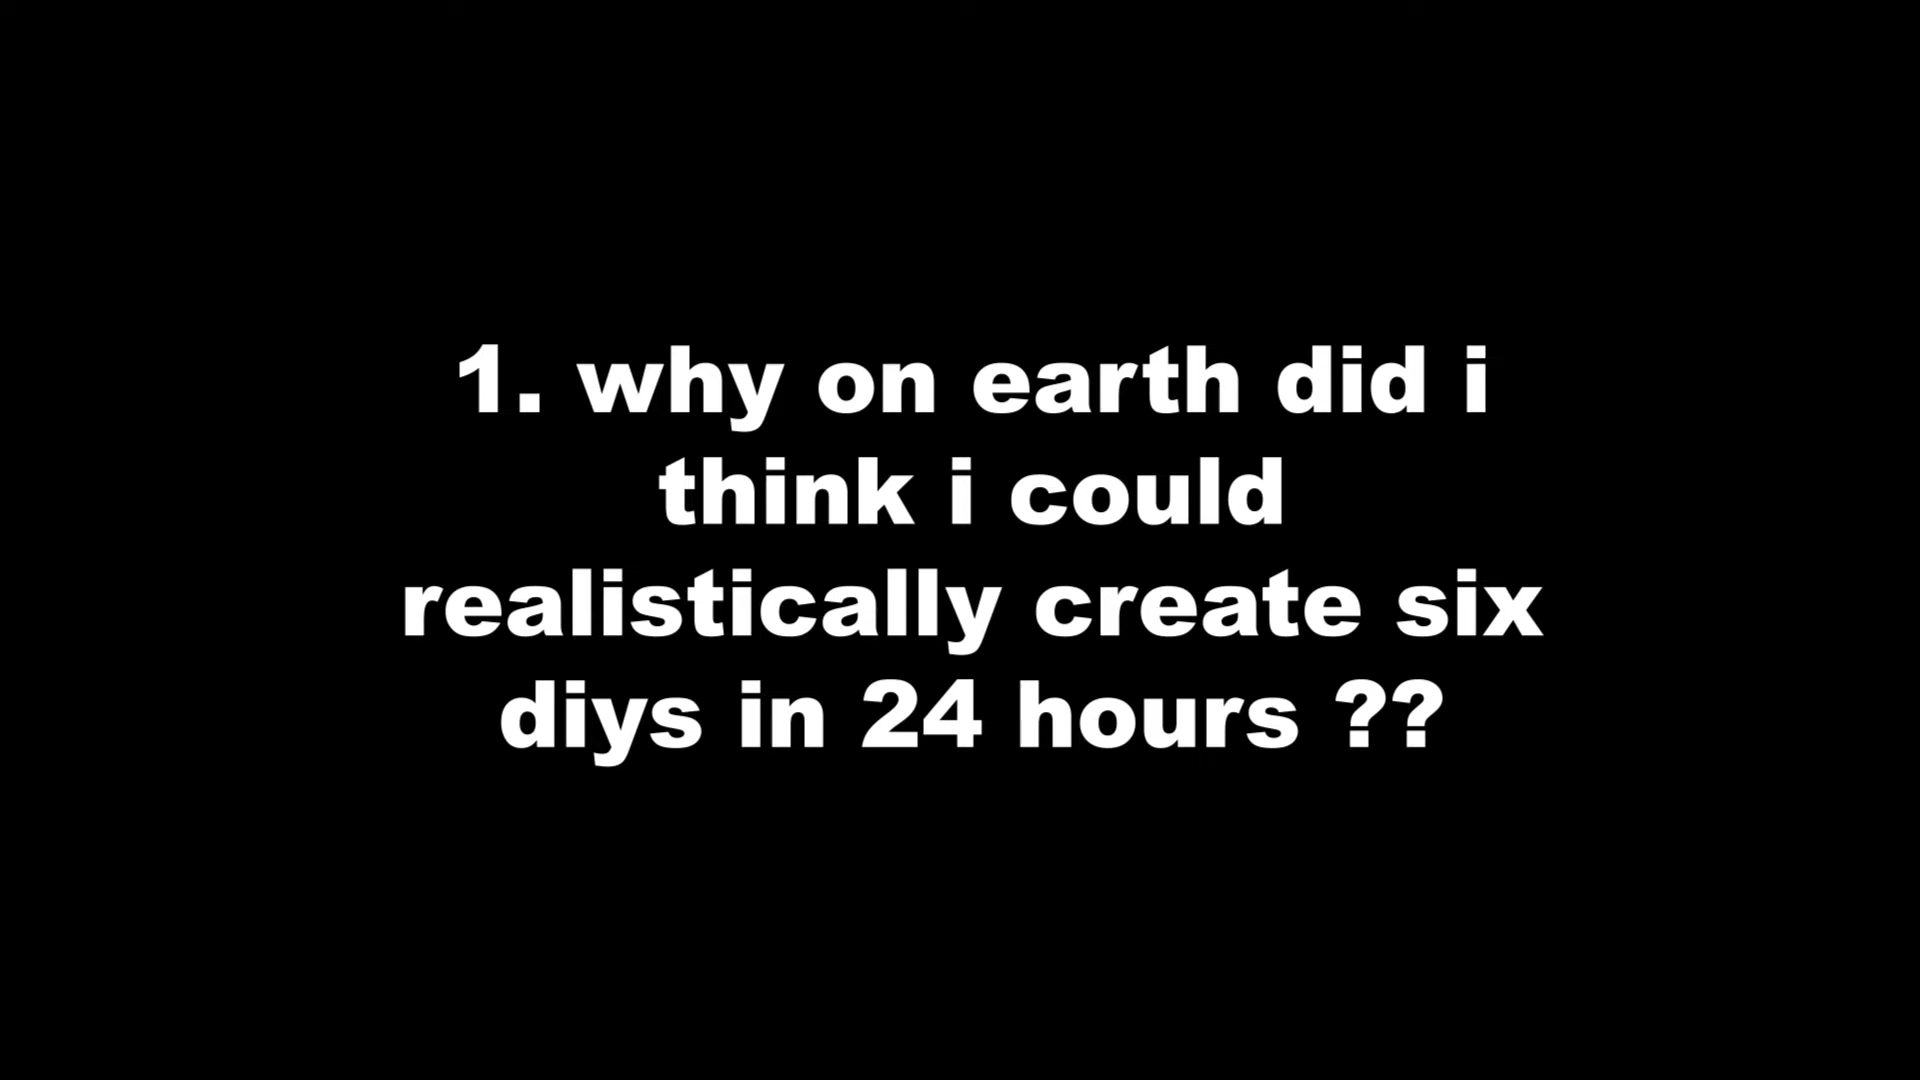 1. why on earth did i
think i could
realistically create six
diys in 24 hours ??